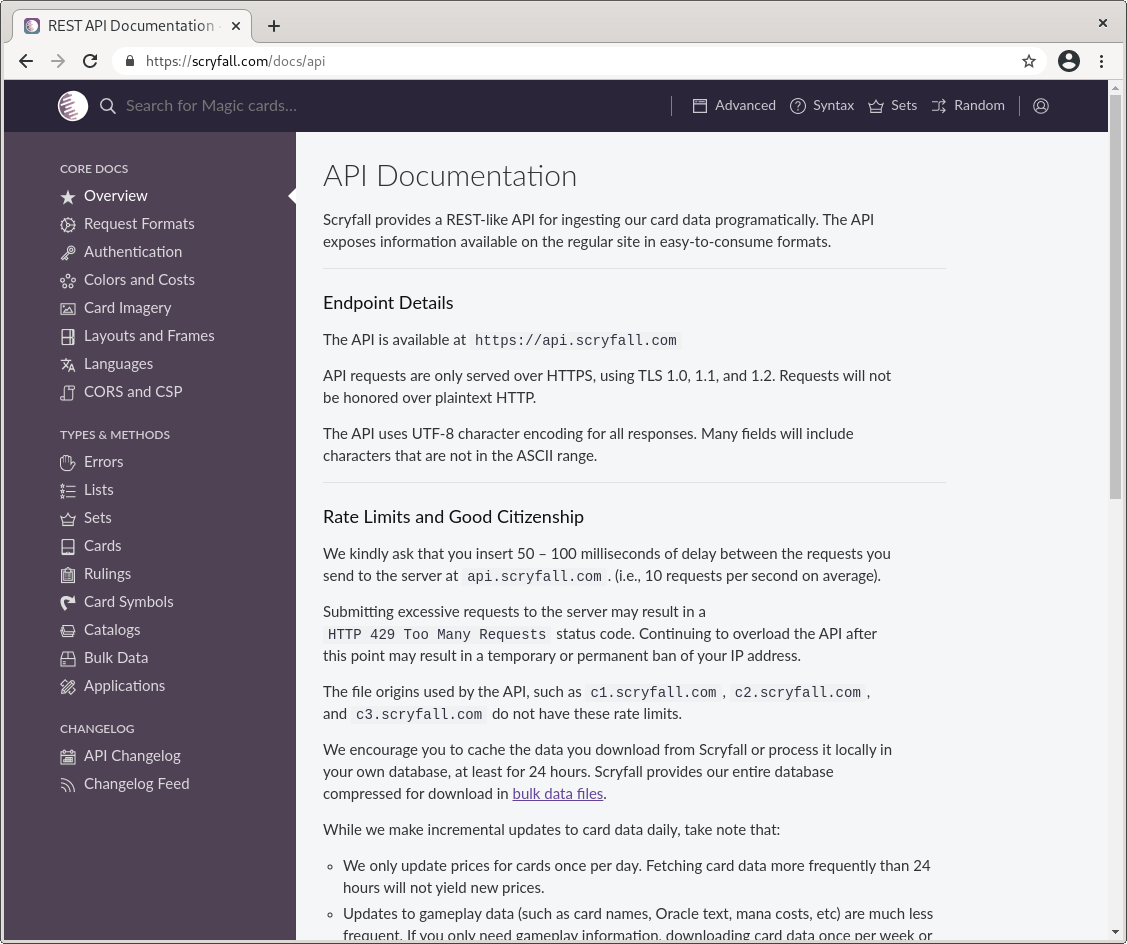 REST API Documentation
https://scryfall.com/docs/api
Search for Magic cards...
Advanced
Syntax
Sets
Random
CORE DOCS
Overview
Request Formats
Authentication
Colors and Costs
Card Imagery
Layouts and Frames
Languages
CORS and CSP
TYPES & METHODS
Errors
Lists
Sets
Cards
Rulings
Card Symbols
Catalogs
Bulk Data
Applications
CHANGELOG
API Changelog
Changelog Feed
API Documentation
Scryfall provides a REST-like API for ingesting our card data programatically. The API
exposes information available on the regular site in easy-to-consume formats.
Endpoint Details
The API is available at https://api.scryfall.com
API requests are only served over HTTPS, using TLS 1.0, 1.1, and 1.2. Requests will not
be honored over plaintext HTTP.
The API uses UTF-8 character encoding for all responses. Many fields will include
characters that are not in the ASCII range.
Rate Limits and Good Citizenship
We kindly ask that you insert 50 – 100 milliseconds of delay between the requests you
send to the server at api.scryfall.com. (i.e., 10 requests per second on average).
Submitting excessive requests to the server may result in a
HTTP 429 Too Many Requests status code. Continuing to overload the API after
this point may result in a temporary or permanent ban of your IP address.
The file origins used by the API, such as c1.scryfall.com, c2.scryfall.com,
and c3.scryfall.com do not have these rate limits.
We encourage you to cache the data you download from Scryfall or process it locally in
your own database, at least for 24 hours. Scryfall provides our entire database
compressed for download in bulk data files.
While we make incremental updates to card data daily, take note that:
We only update prices for cards once per day. Fetching card data more frequently than 24
hours will not yield new prices.
Updates to gameplay data (such as card names, Oracle text, mana costs, etc) are much less
frequent. If you only need gameplay information, downloading card data once per week or